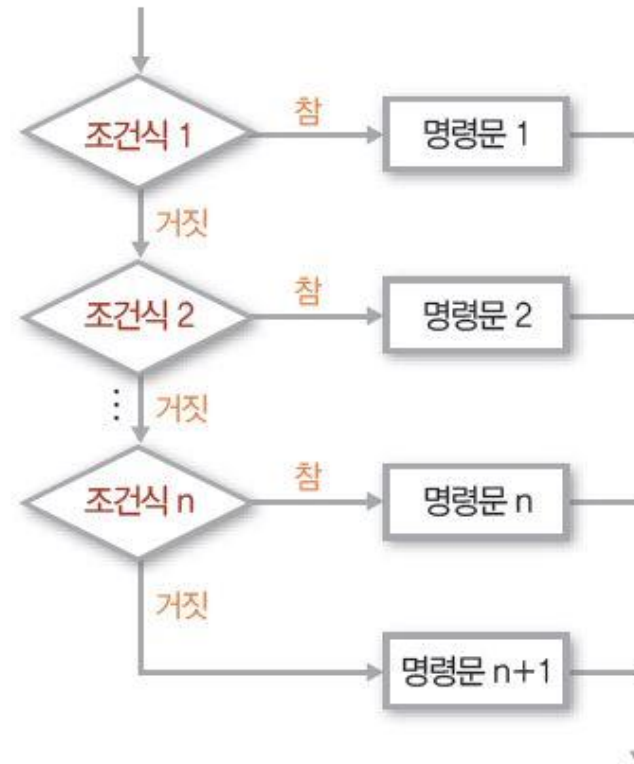 참
조건식 1
명령문 1
거짓
참
조건식 2
명령문 2
⋮
거짓
참
조건식 n
명령문 n
거짓
명령문 n+1